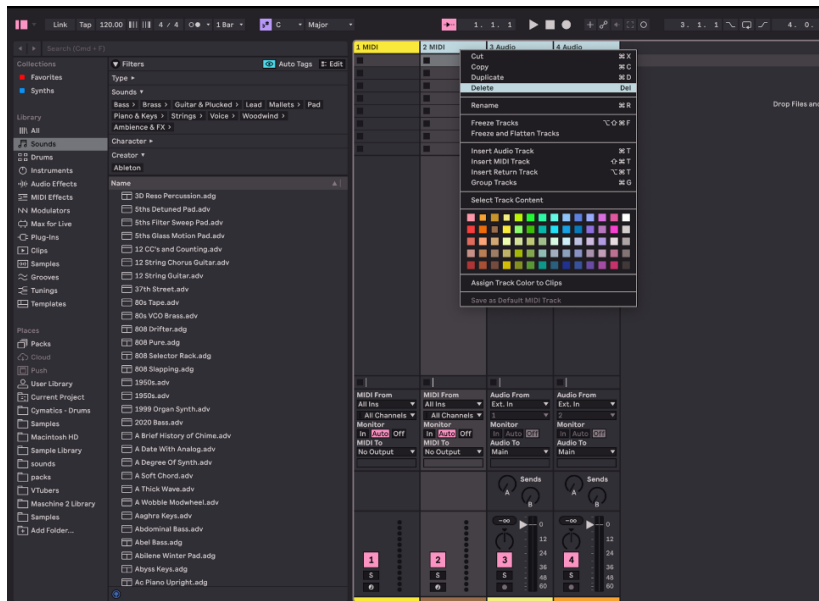 Link Tap 120.00 4 / 4 1 Bar C Major 1. 1. 1 3. 1. 1 4. 0.
Search (Cmd + F)
Collections
Favorites
Synths
Library
All
Sounds
Drums
Instruments
Audio Effects
MIDI Effects
Modulators
Max for Live
Plug-Ins
Clips
Samples
Grooves
Tunings
Templates
Places
Packs
Cloud
Push
User Library
Current Project
Cymatics - Drums
Samples
Macintosh HD
Sample Library
sounds
packs
VTubers
Maschine 2 Library
Samples
Add Folder...
Filters Auto Tags Edit
Type
Sounds
Bass > Brass > Guitar & Plucked > Lead Mallets > Pad
Piano & Keys > Strings > Voice > Woodwind >
Ambience & FX >
Character
Creator
Ableton
Name
3D Reso Percussion.adg
5ths Detuned Pad.adv
5ths Filter Sweep Pad.adv
5ths Glass Motion Pad.adv
12 CC's and Counting.adv
12 String Chorus Guitar.adv
12 String Guitar.adv
37th Street.adv
80s Tape.adv
80s VCO Brass.adv
808 Drifter.adg
808 Pure.adg
808 Selector Rack.adg
808 Slapping.adg
1950s.adv
1950s.adv
1999 Organ Synth.adv
2020 Bass.adv
A Brief History of Chime.adv
A Date With Analog.adv
A Degree Of Synth.adv
A Soft Chord.adv
A Thick Wave.adv
A Wobble Modwheel.adv
Aaghra Keys.adv
Abdominal Bass.adv
Abel Bass.adg
Abilene Winter Pad.adg
Abyss Keys.adg
Ac Piano Upright.adg
1 MIDI 2 MIDI 3 Audio 4 Audio
Cut ⌘ X
Copy ⌘ C
Duplicate ⌘ D
Delete Del
Rename ⌘ R
Freeze Tracks ⌥⇧⌘ F
Freeze and Flatten Tracks
Insert Audio Track ⌘ T
Insert MIDI Track ⇧⌘ T
Insert Return Track ⌥⌘ T
Group Tracks ⌘ G
Select Track Content
Assign Track Color to Clips
Save as Default MIDI Track
Drop Files an
MIDI From MIDI From Audio From Audio From
All Ins All Ins Ext. In Ext. In
All Channels All Channels 1 2
Monitor Monitor Monitor Monitor
In Auto Off In Auto Off In Auto Off In Auto Off
MIDI To MIDI To Audio To Audio To
No Output No Output Main Main
Sends Sends
A A
B B
-∞ 0 -∞ 0
12 12
24 24
1 2 3 4
36 36
S S S 48 S 48
60 60